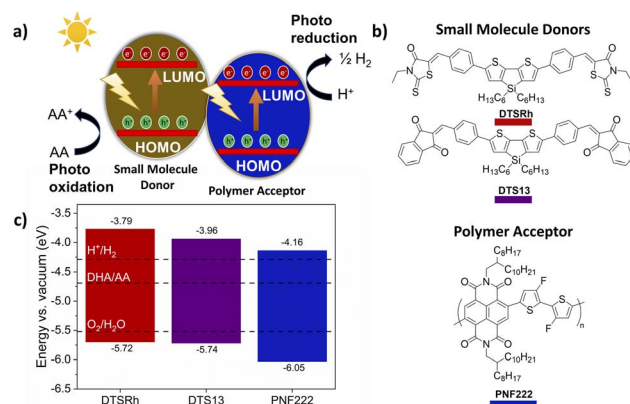 a)
Photo
reduction
½ H₂
H⁺
e⁻ e⁻ e⁻ e⁻
LUMO
h⁺ h⁺ h⁺ h⁺
HOMO
e⁻ e⁻ e⁻ e⁻
LUMO
h⁺ h⁺ h⁺ h⁺
HOMO
AA⁺
AA
Photo
oxidation
Small Molecule
Donor
Polymer Acceptor
b)
Small Molecule Donors
O
O
N
S
S
Si
S
S
N
S
S
H13C6
C6H13
DTSRh
O
O
S
S
O
Si
O
H13C6
C6H13
DTS13
Polymer Acceptor
C8H17
C10H21
O
N
O
F
S
S
n
F
O
N
O
C10H21
C8H17
PNF222
c)
Energy vs. vacuum (eV)
-3.5
-4.0
-4.5
-5.0
-5.5
-6.0
-6.5
-3.79
-3.96
-4.16
H⁺/H₂
DHA/AA
O₂/H₂O
-5.72
-5.74
-6.05
DTSRh
DTS13
PNF222